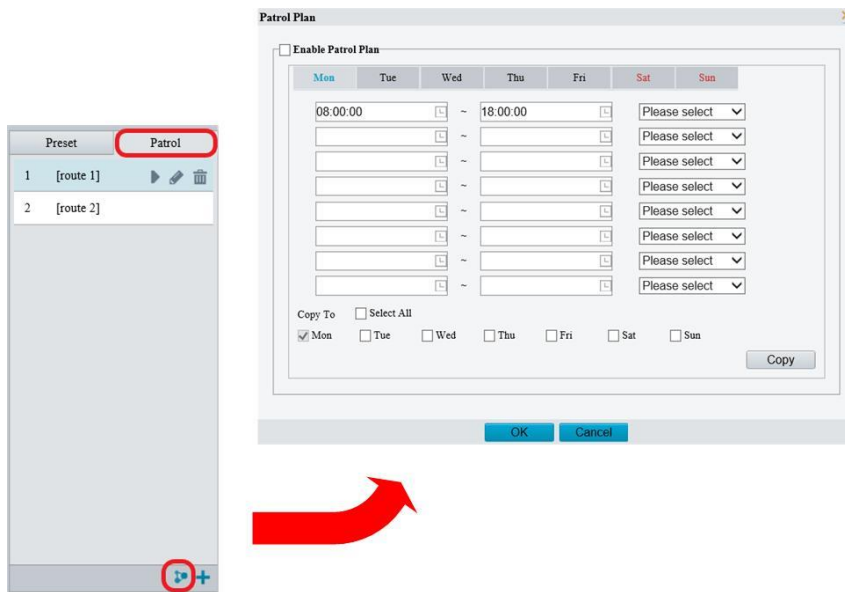 Preset Patrol
1 [route 1]
2 [route 2]
Patrol Plan
Enable Patrol Plan
Mon Tue Wed Thu Fri Sat Sun
08:00:00 ~ 18:00:00 Please select
~ Please select
~ Please select
~ Please select
~ Please select
~ Please select
~ Please select
~ Please select
Copy To Select All
Mon Tue Wed Thu Fri Sat Sun
Copy
OK Cancel